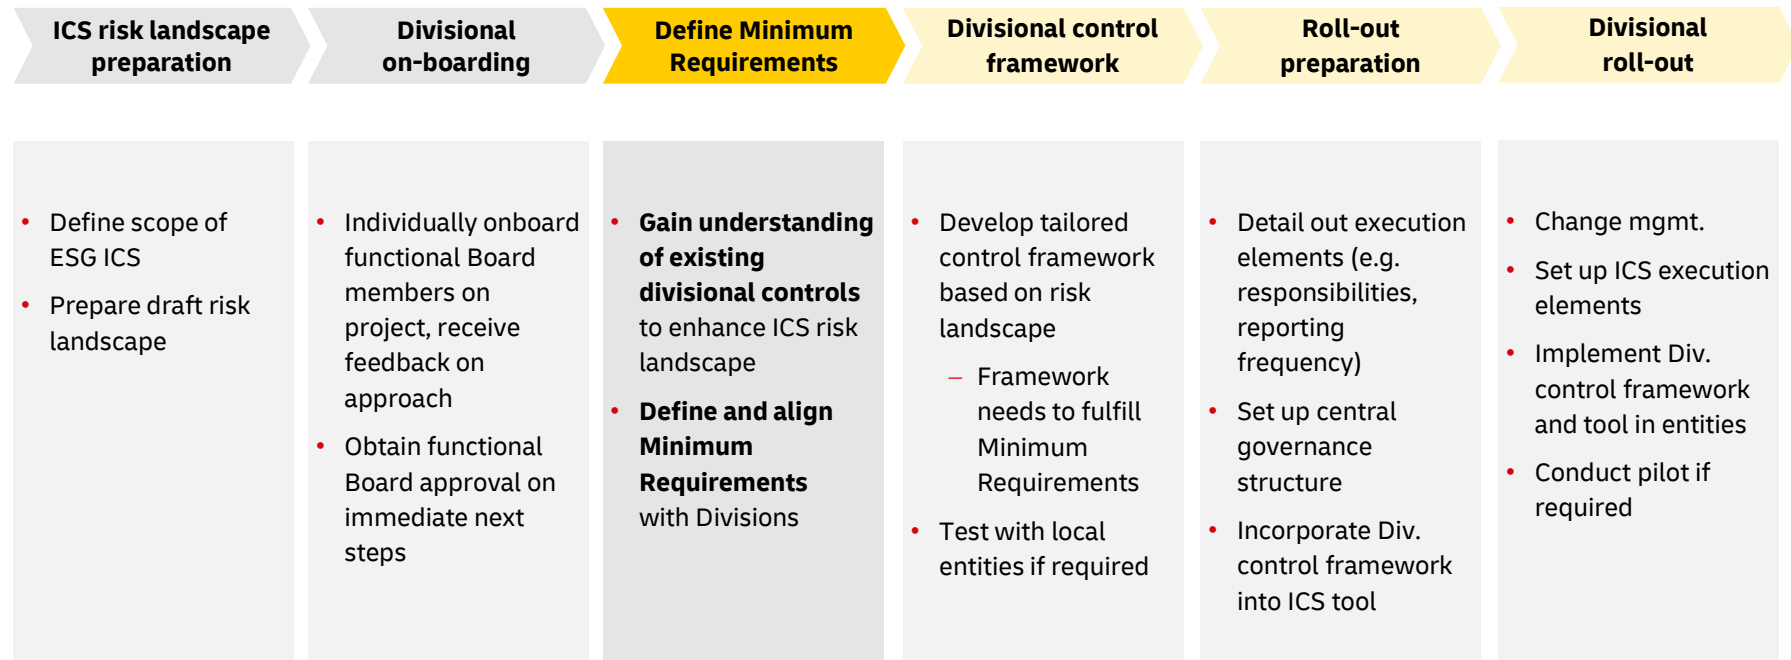 ICS risk landscape
preparation
Divisional
on-boarding
Define Minimum
Requirements
Divisional control
framework
Roll-out
preparation
Divisional
roll-out
• Define scope of
ESG ICS
• Prepare draft risk
landscape
• Individually onboard
functional Board
members on
project, receive
feedback on
approach
• Obtain functional
Board approval on
immediate next
steps
• Gain understanding
of existing
divisional controls
to enhance ICS risk
landscape
• Define and align
Minimum
Requirements
with Divisions
• Develop tailored
control framework
based on risk
landscape
– Framework
needs to fulfill
Minimum
Requirements
• Test with local
entities if required
• Detail out execution
elements (e.g.
responsibilities,
reporting
frequency)
• Set up central
governance
structure
• Incorporate Div.
control framework
into ICS tool
• Change mgmt.
• Set up ICS execution
elements
• Implement Div.
control framework
and tool in entities
• Conduct pilot if
required